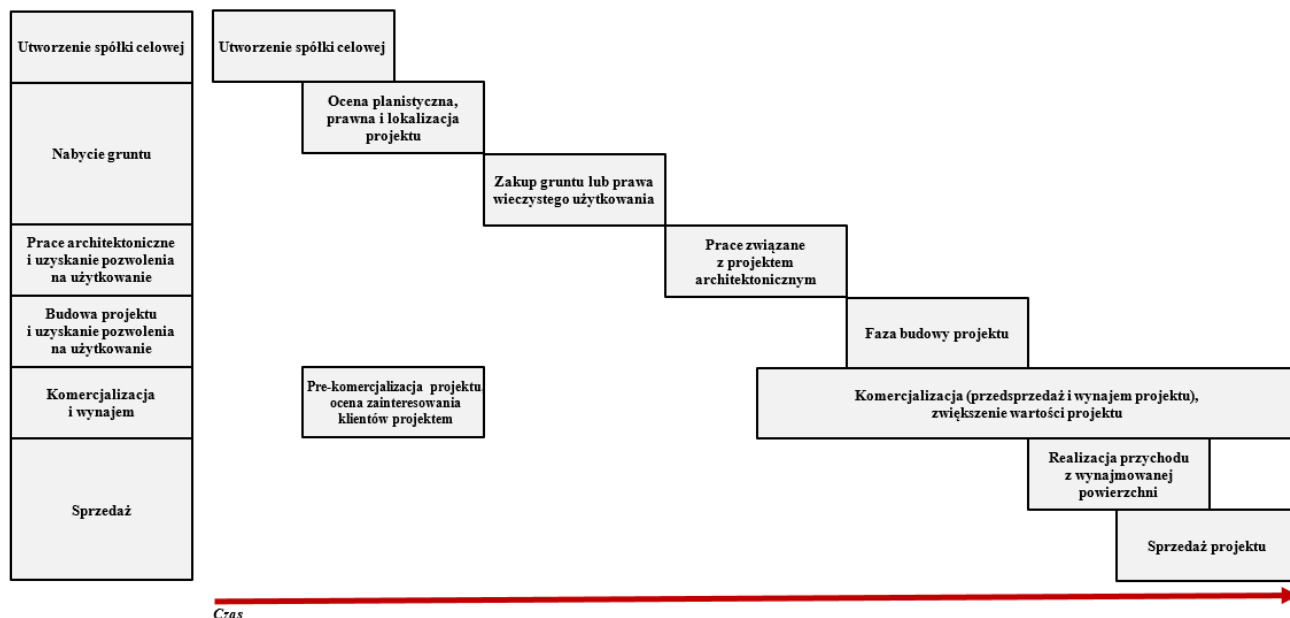 Utworzenie spółki celowej
Utworzenie spółki celowej
Nabycie gruntu
Ocena planistyczna,
prawna i lokalizacja
projektu
Zakup gruntu lub prawa
wieczystego użytkowania
Prace architektoniczne
i uzyskanie pozwolenia
na użytkowanie
Prace związane
z projektem
architektonicznym
Budowa projektu
i uzyskanie pozwolenia
na użytkowanie
Faza budowy projektu
Komercjalizacja
i wynajem
Pre-komercjalizacja projektu,
ocena zainteresowania
klientów projektem
Komercjalizacja (przedsprzedaż i wynajem projektu),
zwiększenie wartości projektu
Sprzedaż
Realizacja przychodu
z wynajmowanej
powierzchni
Sprzedaż projektu
Czas